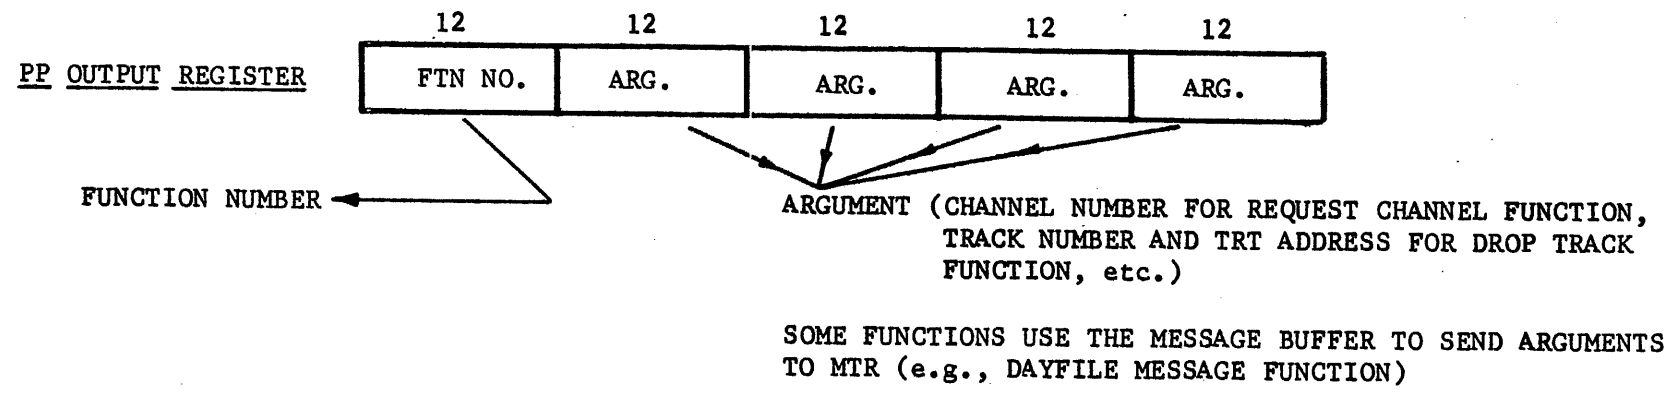 12 12 12 12 12
PP OUTPUT REGISTER FTN NO. ARG. ARG. ARG. ARG.
FUNCTION NUMBER
ARGUMENT (CHANNEL NUMBER FOR REQUEST CHANNEL FUNCTION,
TRACK NUMBER AND TRT ADDRESS FOR DROP TRACK
FUNCTION, etc.)
SOME FUNCTIONS USE THE MESSAGE BUFFER TO SEND ARGUMENTS
TO MTR (e.g., DAYFILE MESSAGE FUNCTION)